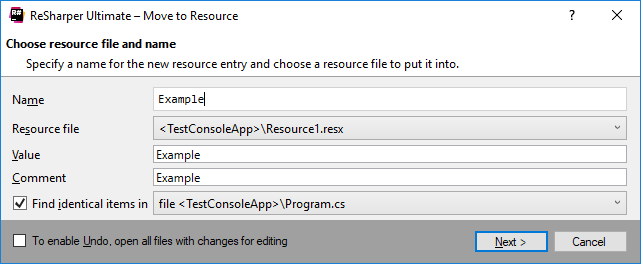 R#
ReSharper Ultimate – Move to Resource
Choose resource file and name
Specify a name for the new resource entry and choose a resource file to put it into.
Name Example
Resource file <TestConsoleApp>\Resource1.resx
Value Example
Comment Example
Find identical items in file <TestConsoleApp>\Program.cs
To enable Undo, open all files with changes for editing Next > Cancel